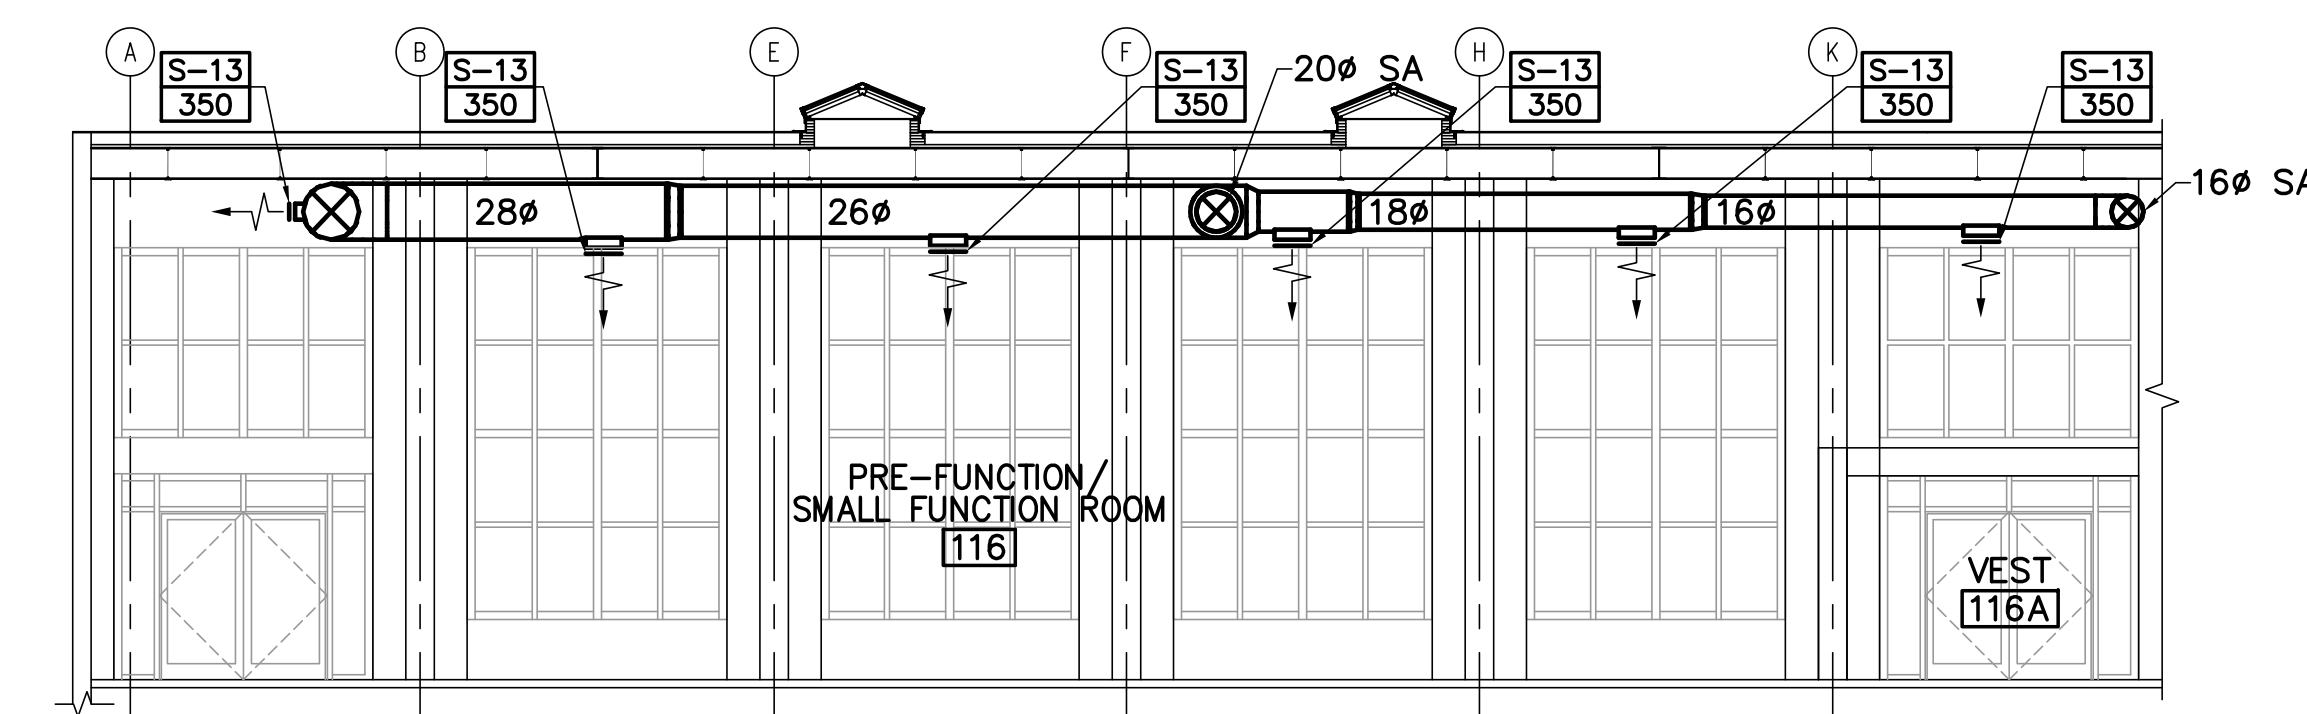 A
S-13
350
B
S-13
350
E
F
S-13
350
20ø SA
H
S-13
350
K
S-13
350
S-13
350
28ø
26ø
18ø
16ø
16ø SA
PRE-FUNCTION/
SMALL FUNCTION ROOM
116
VEST
116A